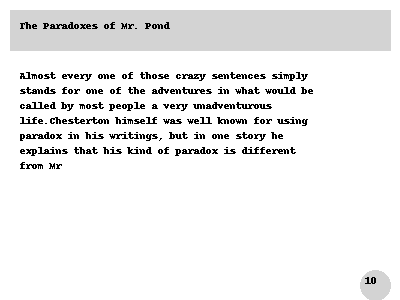 The Paradoxes of Mr. Pond
Almost every one of those crazy sentences simply
stands for one of the adventures in what would be
called by most people a very unadventurous
life.Chesterton himself was well known for using
paradox in his writings, but in one story he
explains that his kind of paradox is different
from Mr
10